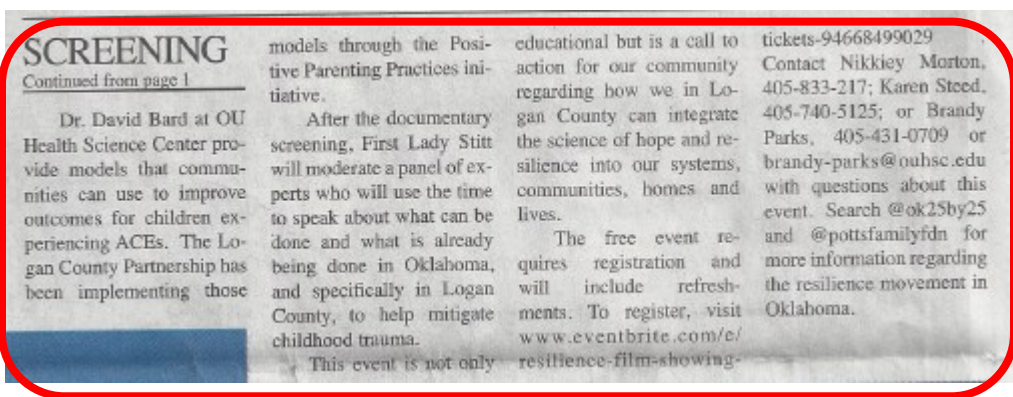 SCREENING
Continued from page 1
Dr. David Bard at OU
Health Science Center pro-
vide models that commu-
nities can use to improve
outcomes for children ex-
periencing ACEs. The Lo-
gan County Partnership has
been implementing those
models through the Posi-
tive Parenting Practices ini-
tiative.
After the documentary
screening, First Lady Stitt
will moderate a panel of ex-
perts who will use the time
to speak about what can be
done and what is already
being done in Oklahoma,
and specifically in Logan
County, to help mitigate
childhood trauma.
This event is not only
educational but is a call to
action for our community
regarding how we in Lo-
gan County can integrate
the science of hope and re-
silience into our systems,
communities, homes and
lives.
The free event re-
quires registration and
will include refresh-
ments. To register, visit
www.eventbrite.com/e/
resilience-film-showing-
tickets-94668499029
Contact Nikkiey Morton,
405-833-217; Karen Steed,
405-740-5125; or Brandy
Parks, 405-431-0709 or
brandy-parks@ouhsc.edu
with questions about this
event. Search @ok25by25
and @pottsfamilyfdn for
more information regarding
the resilience movement in
Oklahoma.